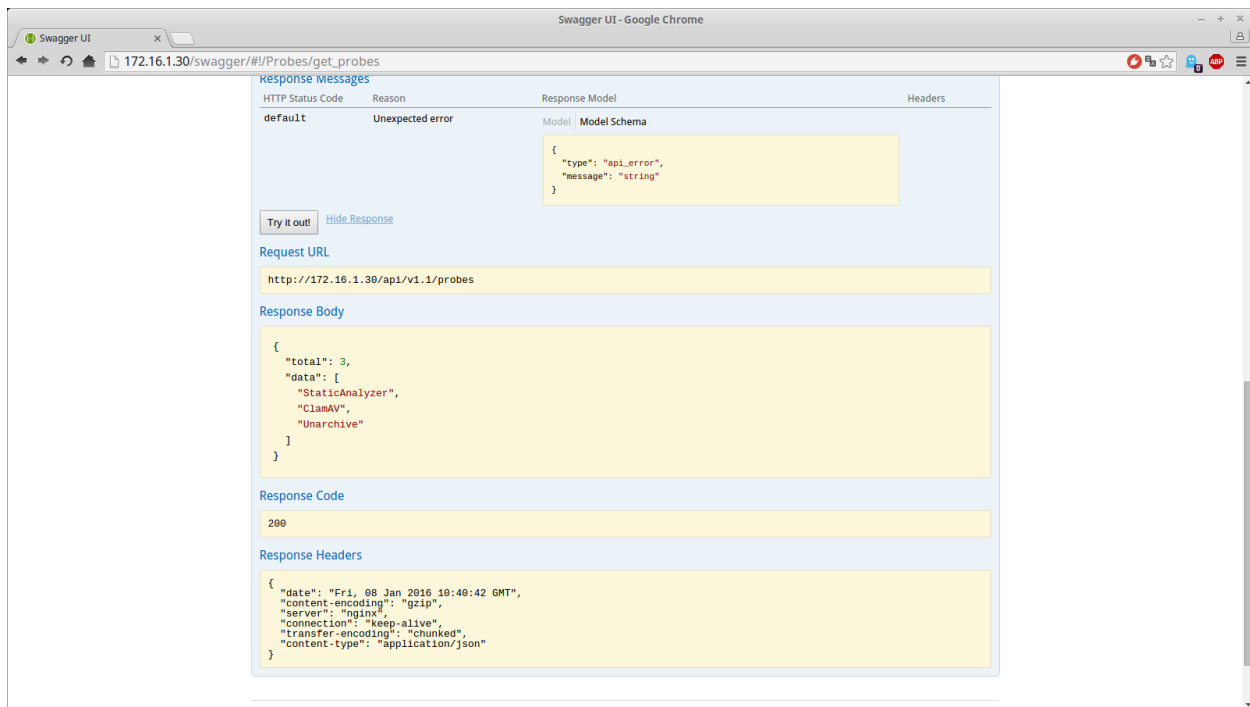 Swagger UI - Google Chrome
Swagger UI
172.16.1.30/swagger/#!/Probes/get_probes
ABP
0
Response Messages
HTTP Status Code Reason Response Model Headers
default Unexpected error Model Model Schema
{
"type": "api_error",
"message": "string"
}
Try it out! Hide Response
Request URL
http://172.16.1.30/api/v1.1/probes
Response Body
{
"total": 3,
"data": [
"StaticAnalyzer",
"ClamAV",
"Unarchive"
]
}
Response Code
200
Response Headers
{
"date": "Fri, 08 Jan 2016 10:40:42 GMT",
"content-encoding": "gzip",
"server": "nginx",
"connection": "keep-alive",
"transfer-encoding": "chunked",
"content-type": "application/json"
}